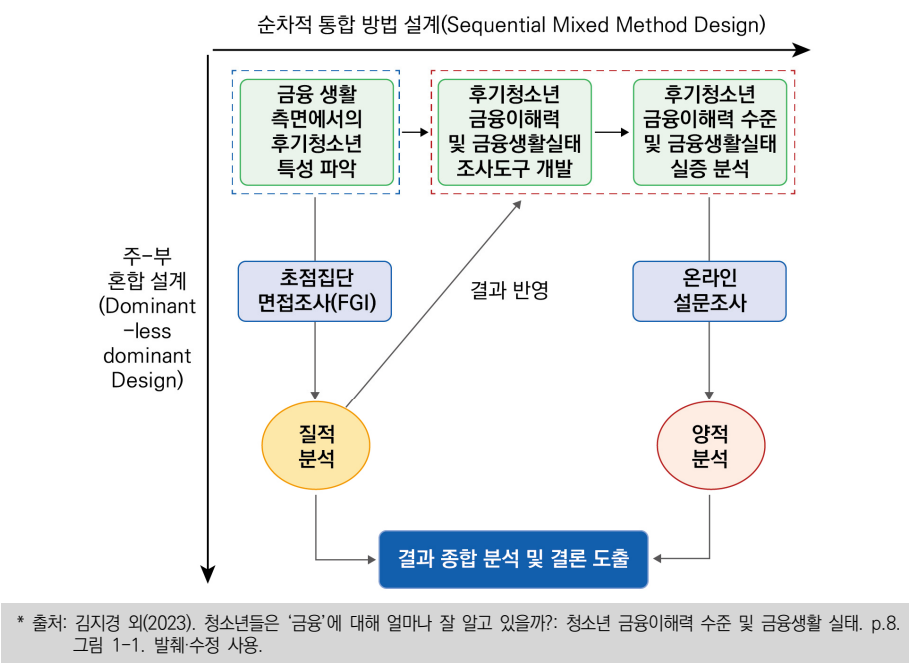 순차적 통합 방법 설계(Sequential Mixed Method Design)
금융 생활
측면에서의
후기청소년
특성 파악
후기청소년
금융이해력
및 금융생활실태
조사도구 개발
후기청소년
금융이해력 수준
및 금융생활실태
실증 분석
주-부
혼합 설계
(Dominant
-less
dominant
Design)
초점집단
면접조사(FGI)
결과 반영
온라인
설문조사
질적
분석
양적
분석
결과 종합 분석 및 결론 도출
* 출처: 김지경 외(2023). 청소년들은 '금융'에 대해 얼마나 잘 알고 있을까?: 청소년 금융이해력 수준 및 금융생활 실태. p.8.
그림 1-1. 발췌·수정 사용.